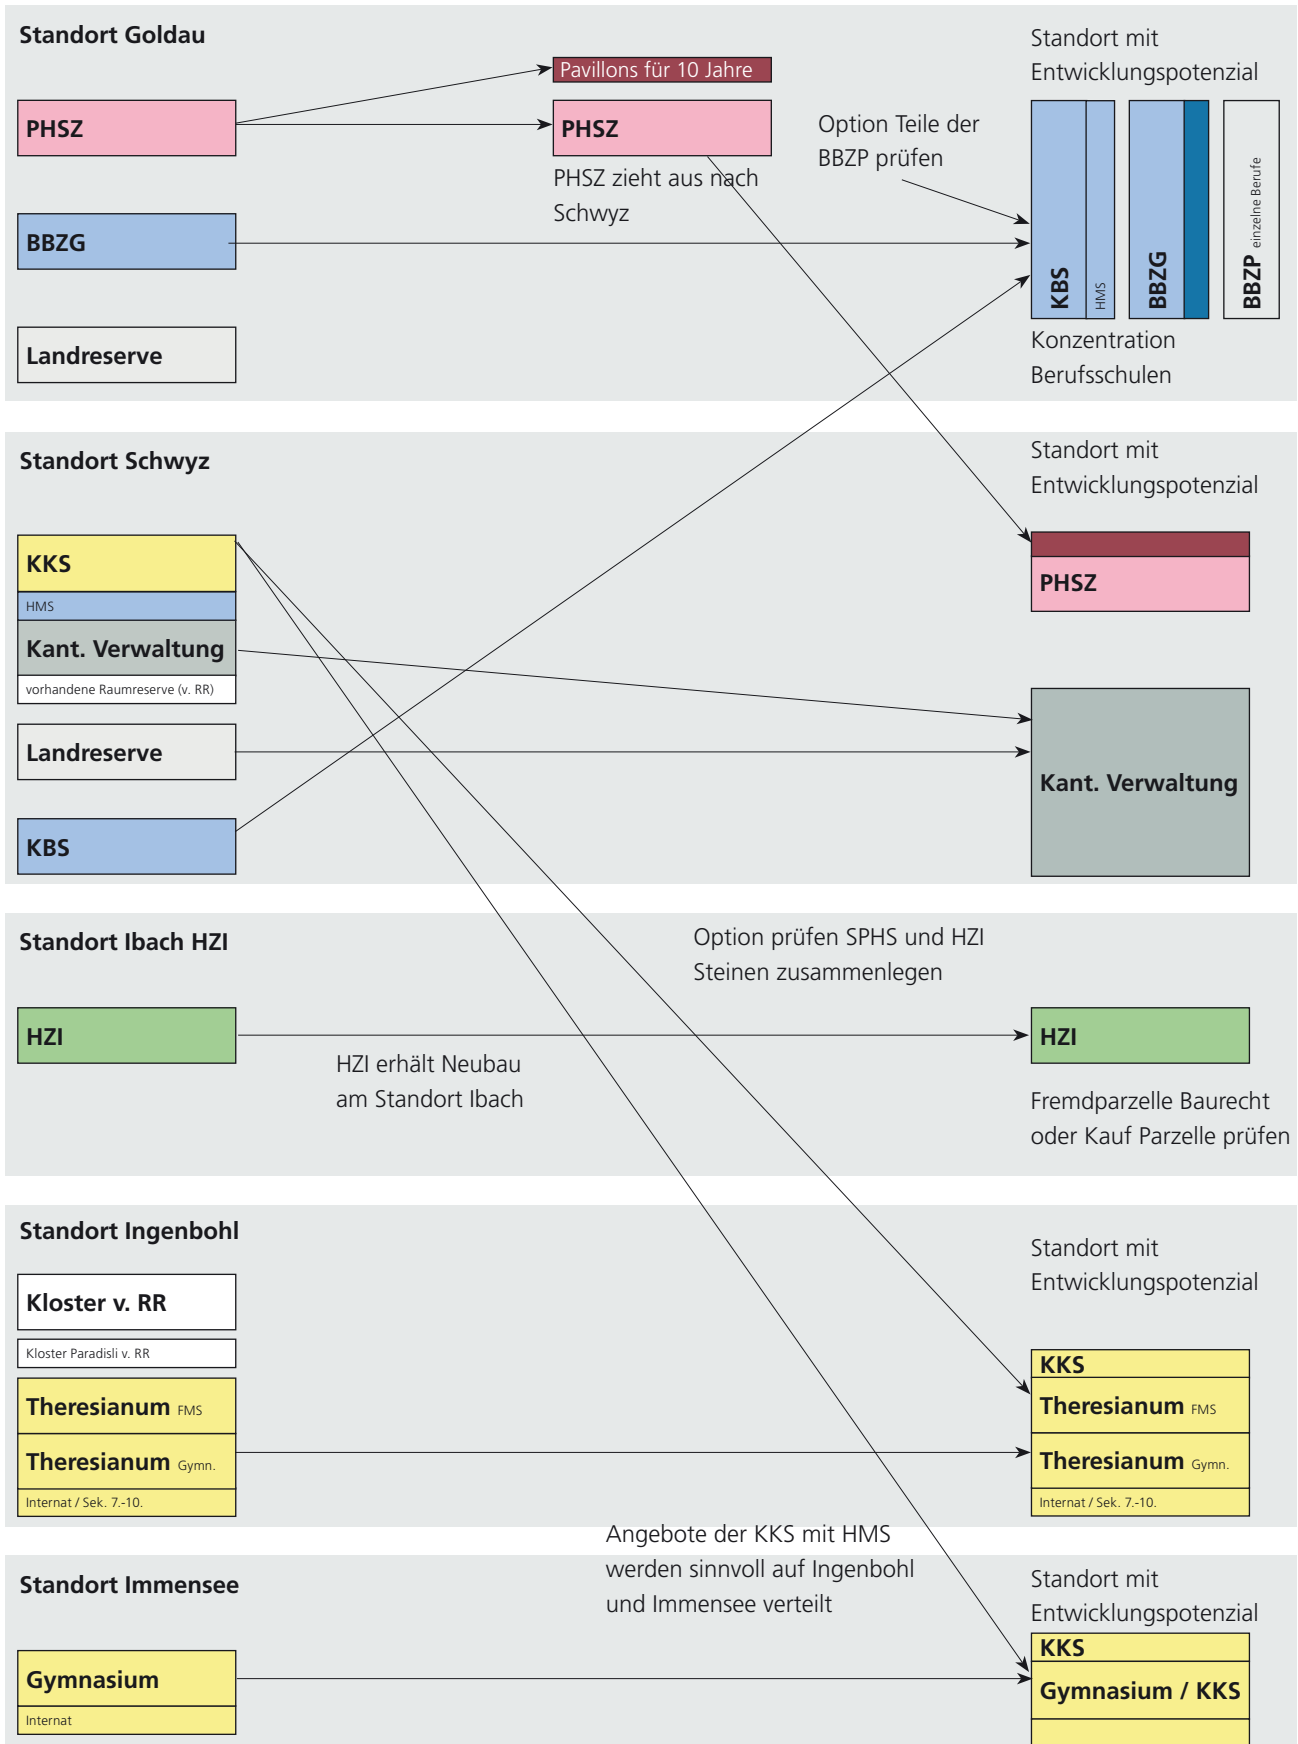 Standort Goldau
PHSZ
BBZG
Landreserve
Pavillons für 10 Jahre
PHSZ
PHSZ zieht aus nach
Schwyz
Option Teile der
BBZP prüfen
Standort mit
Entwicklungspotenzial
KBS
HMS
BBZG
BBZP einzelne Berufe
Konzentration
Berufsschulen
Standort Schwyz
KKS
HMS
Kant. Verwaltung
vorhandene Raumreserve (v. RR)
Landreserve
KBS
Standort mit
Entwicklungspotenzial
PHSZ
Kant. Verwaltung
Standort Ibach HZI
HZI
HZI erhält Neubau
am Standort Ibach
Option prüfen SPHS und HZI
Steinen zusammenlegen
HZI
Fremdparzelle Baurecht
oder Kauf Parzelle prüfen
Standort Ingenbohl
Kloster v. RR
Kloster Paradisli v. RR
Theresianum FMS
Theresianum Gymn.
Internat / Sek. 7.-10.
Standort mit
Entwicklungspotenzial
KKS
Theresianum FMS
Theresianum Gymn.
Internat / Sek. 7.-10.
Angebote der KKS mit HMS
werden sinnvoll auf Ingenbohl
und Immensee verteilt
Standort Immensee
Gymnasium
Internat
Standort mit
Entwicklungspotenzial
KKS
Gymnasium / KKS